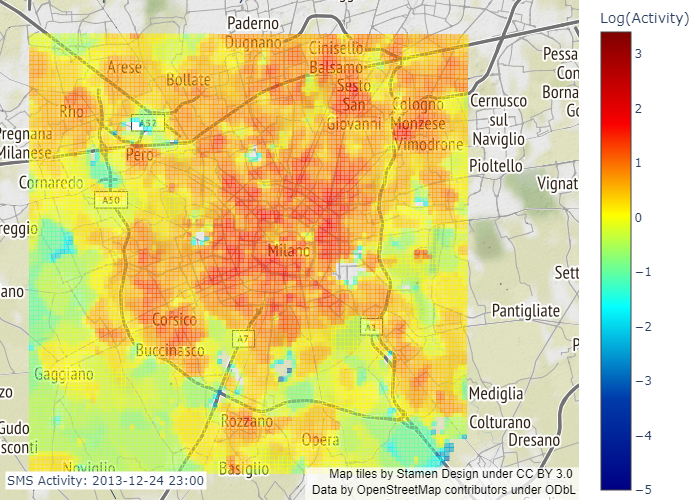 Paderno
Dugnano
Cinisello
Balsamo
Arese
Bollate
Sesto
San
Giovanni
Cologno
Monzese
Vimodrone
Pessa
Con
Borna
Go
Cernusco
sul
Naviglio
Pioltello
Vignat
Rho
A52
Pregnana
Milanese
Pero
Cornaredo
A50
reggio
Milano
Sett
ano
Corsico
Buccinasco
A7
A1
Pantigliate
P
Gaggiano
zo
Mediglia
Colturano
Dresano
Gudo
sconti
Rozzano
Opera
Noviglio
Basiglio
SMS Activity: 2013-12-24 23:00
Map tiles by Stamen Design under CC BY 3.0
Data by OpenStreetMap contributors under ODbL
Log(Activity)
3
2
1
0
−1
−2
−3
−4
−5